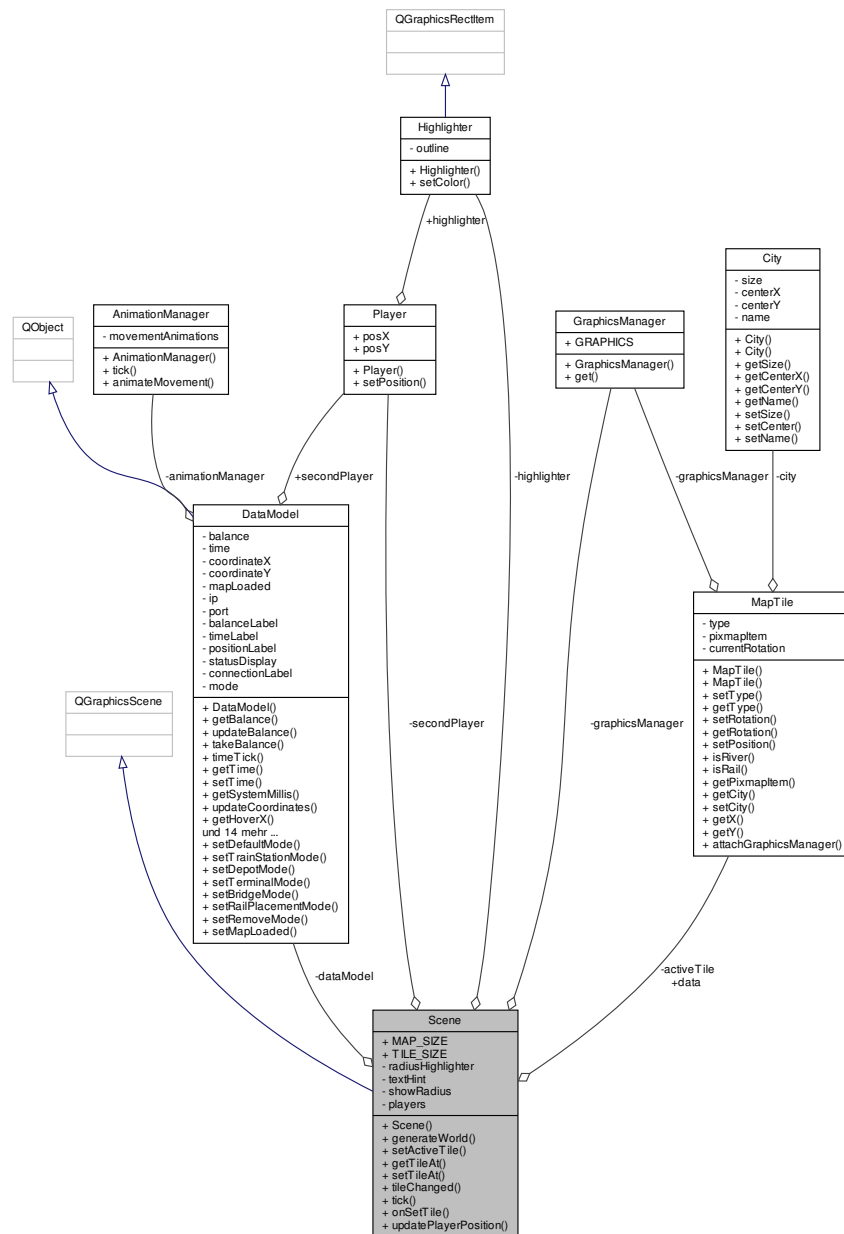 QGraphicsRectItem
Highlighter
- outline
+ Highlighter()
+ setColor()
+highlighter
City
- size
- centerX
- centerY
- name
+ City()
+ City()
+ getSize()
+ getCenterX()
+ getCenterY()
+ getName()
+ setSize()
+ setCenter()
+ setName()
QObject
AnimationManager
- movementAnimations
+ AnimationManager()
+ tick()
+ animateMovement()
Player
+ posX
+ posY
+ Player()
+ setPosition()
GraphicsManager
+ GRAPHICS
+ GraphicsManager()
+ get()
-animationManager
+secondPlayer
-highlighter
-graphicsManager
-city
DataModel
- balance
- time
- coordinateX
- coordinateY
- mapLoaded
- ip
- port
- balanceLabel
- timeLabel
- positionLabel
- statusDisplay
- connectionLabel
- mode
+ DataModel()
+ getBalance()
+ updateBalance()
+ takeBalance()
+ timeTick()
+ getTime()
+ setTime()
+ getSystemMillis()
+ updateCoordinates()
+ getHoverX()
und 14 mehr ...
+ setDefaultMode()
+ setTrainStationMode()
+ setDepotMode()
+ setTerminalMode()
+ setBridgeMode()
+ setRailPlacementMode()
+ setRemoveMode()
+ setMapLoaded()
MapTile
- type
- pixmapItem
- currentRotation
+ MapTile()
+ MapTile()
+ setType()
+ getType()
+ setRotation()
+ getRotation()
+ setPosition()
+ isRiver()
+ isRail()
+ getPixmapItem()
+ getCity()
+ setCity()
+ getX()
+ getY()
+ attachGraphicsManager()
QGraphicsScene
-secondPlayer
-graphicsManager
-dataModel
-activeTile
+data
Scene
+ MAP_SIZE
+ TILE_SIZE
- radiusHighlighter
- textHint
- showRadius
- players
+ Scene()
+ generateWorld()
+ setActiveTile()
+ getTileAt()
+ setTileAt()
+ tileChanged()
+ tick()
+ onSetTile()
+ updatePlayerPosition()